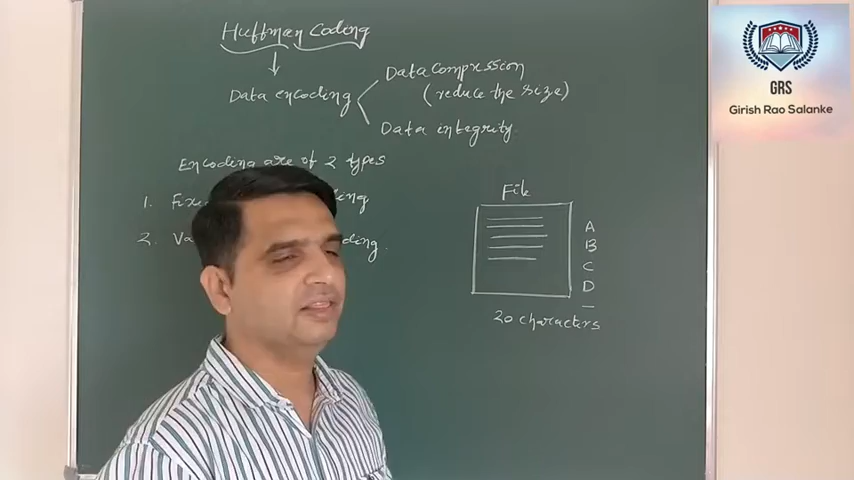 Huffman Coding
Data encoding
Data Compression
(reduce the size)
Data integrity.
Encoding are of 2 types
1.
2.
File
A
B
C
D
20 characters
GRS
Girish Rao Salanke